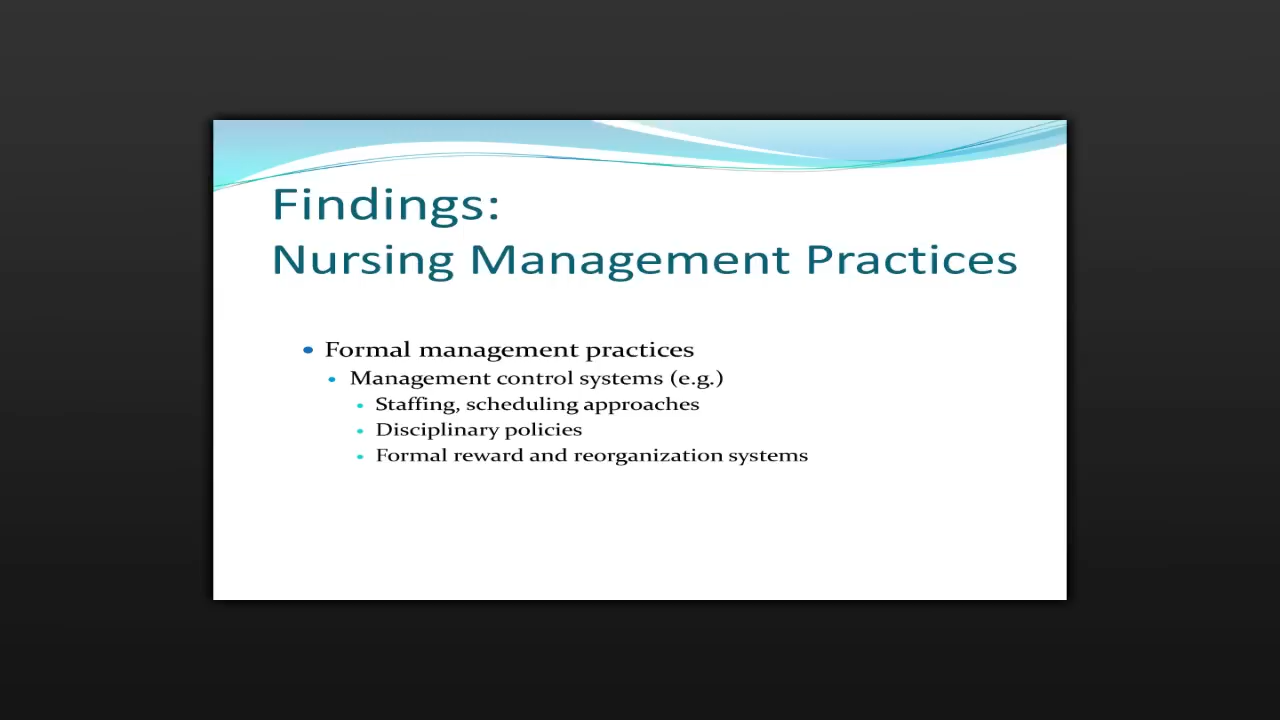 Findings:
Nursing Management Practices
• Formal management practices
• Management control systems (e.g.)
• Staffing, scheduling approaches
• Disciplinary policies
• Formal reward and reorganization systems